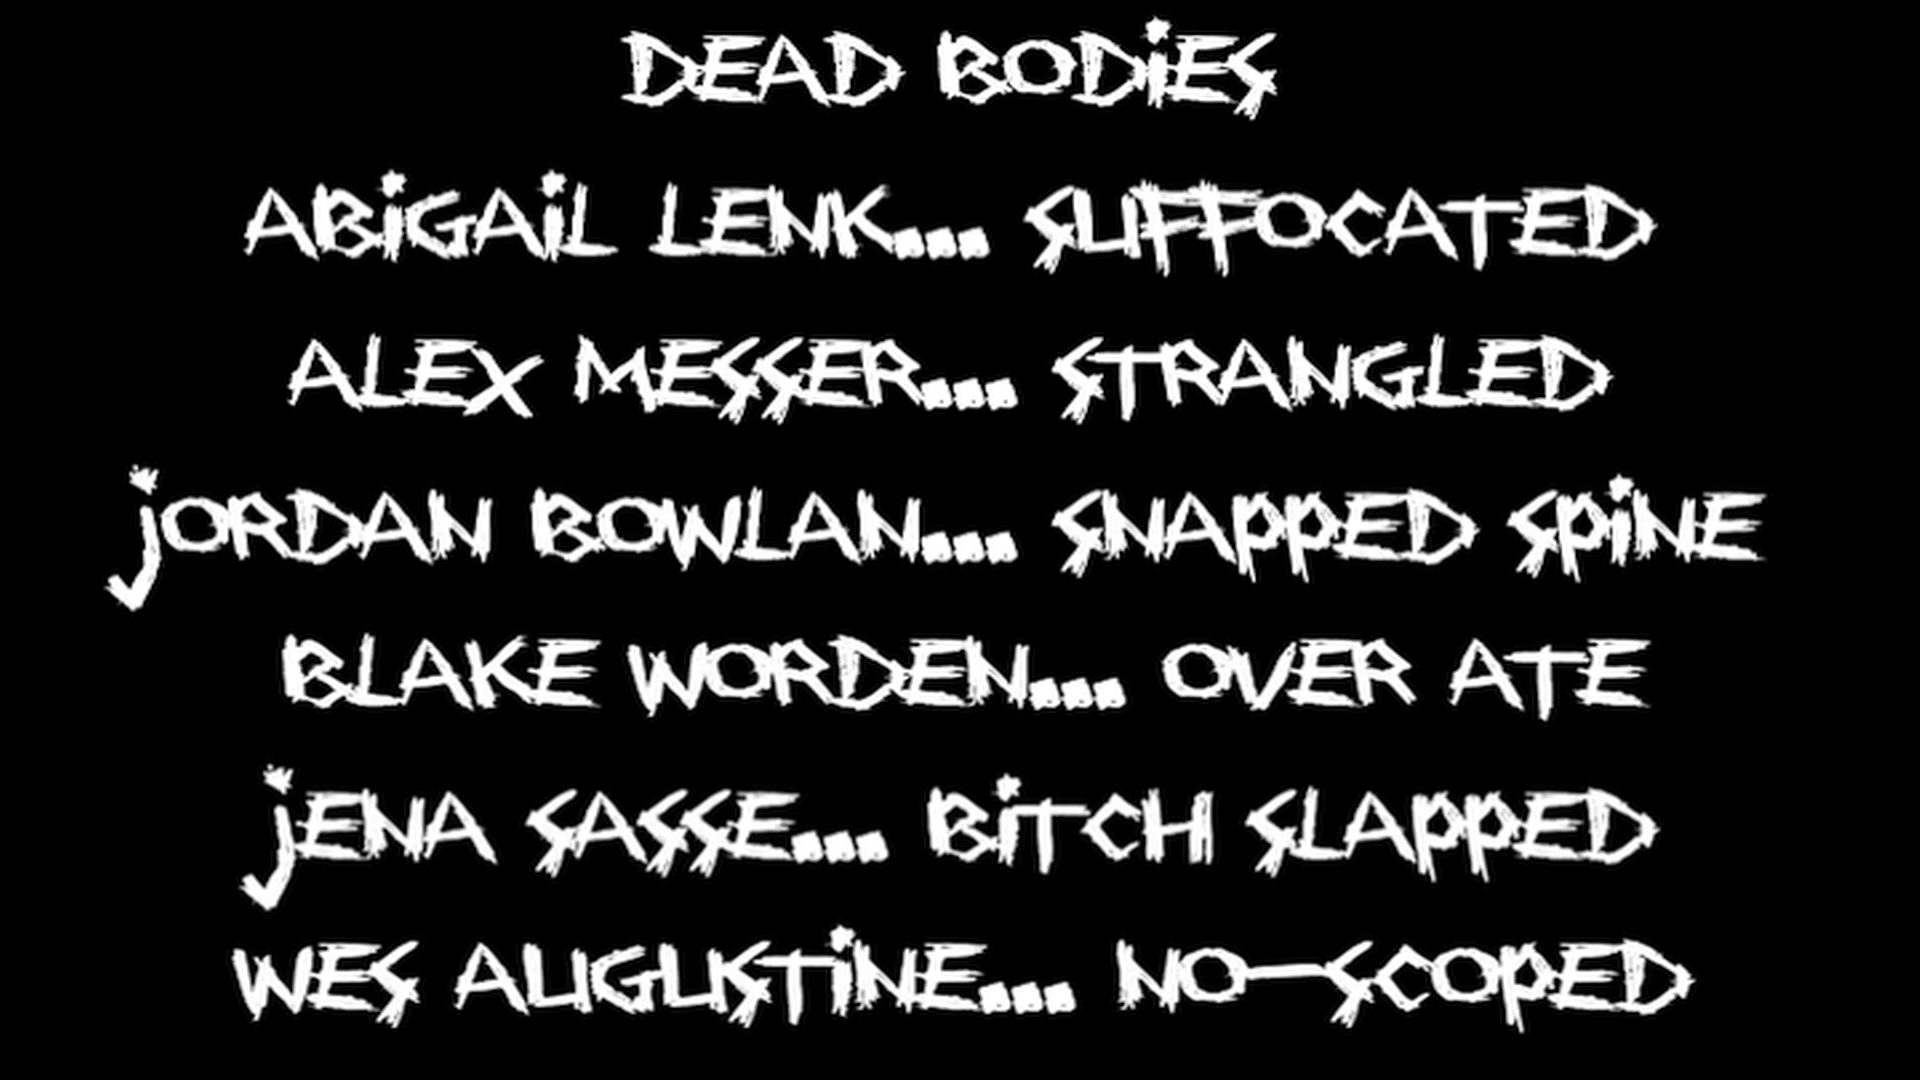 DEAD BODiES
ABiGAiL LENK... SUFFOCATED
ALEX MESSER... STRANGLED
jORDAN BOWLAN... SNAPPED SPiNE
BLAKE WORDEN... OVER ATE
jENA SASSE... BiTCH SLAPPED
WES AUGUSTiNE... NO-SCOPED